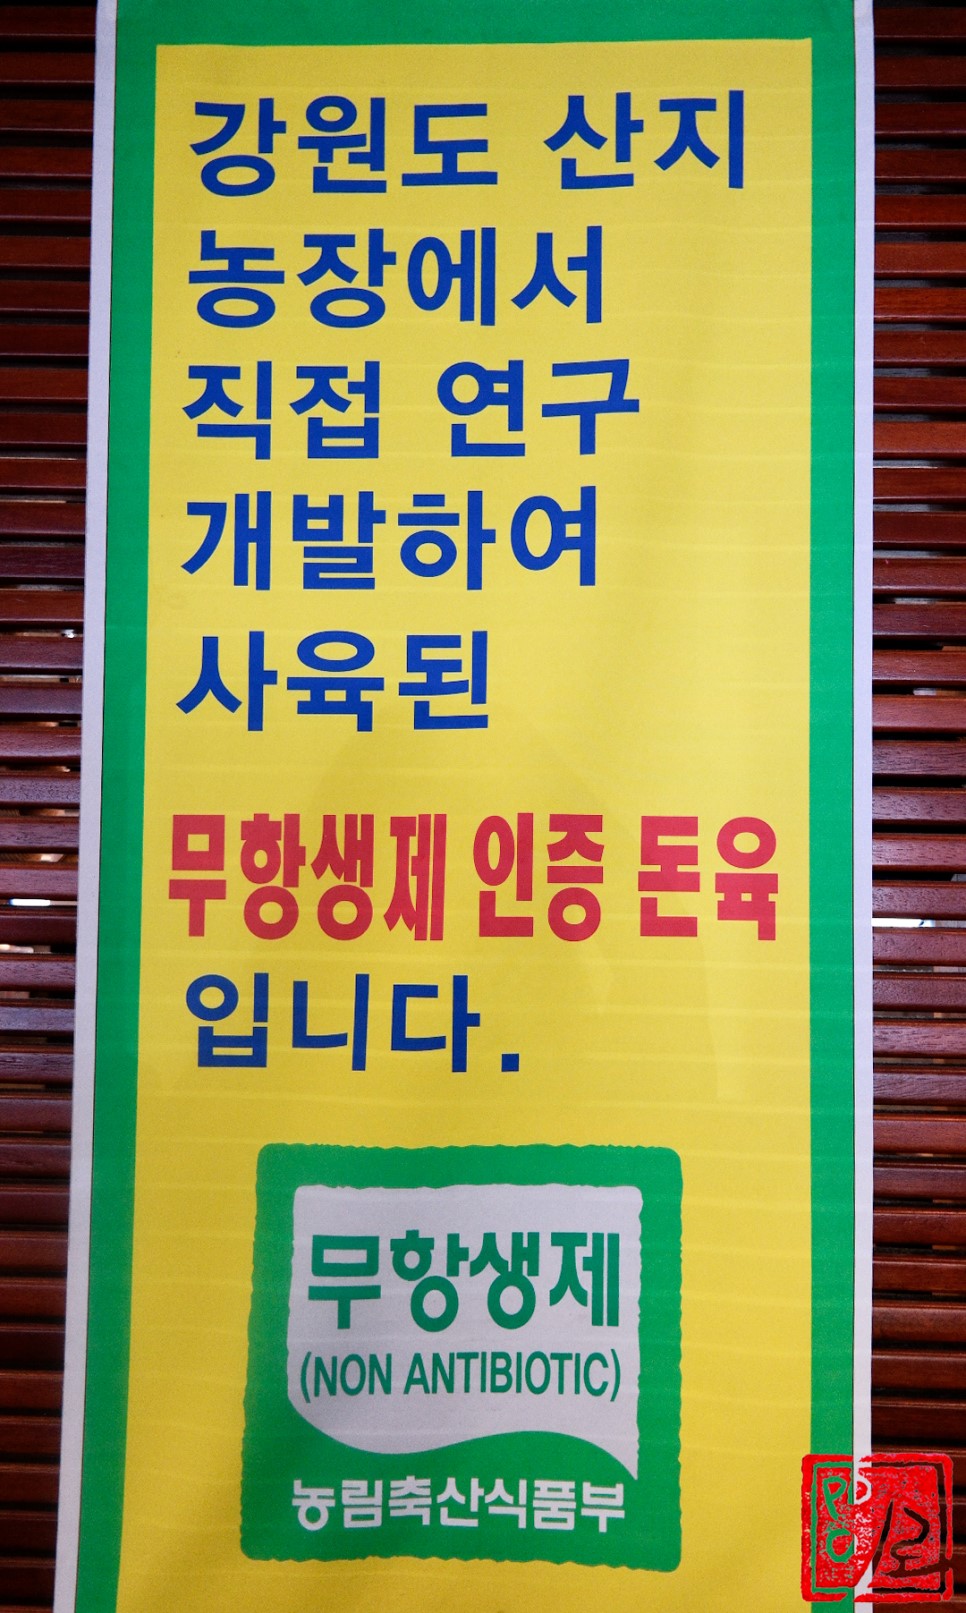 강원도 산지
농장에서
직접 연구
개발하여
사육된
무항생제 인증 돈육
입니다.
무항생제
(NON ANTIBIOTIC)
농림축산식품부